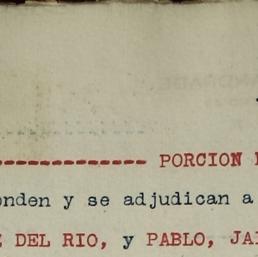 -------------- PORCION
onden y se adjudican a
DEL RIO, y PABLO, JA